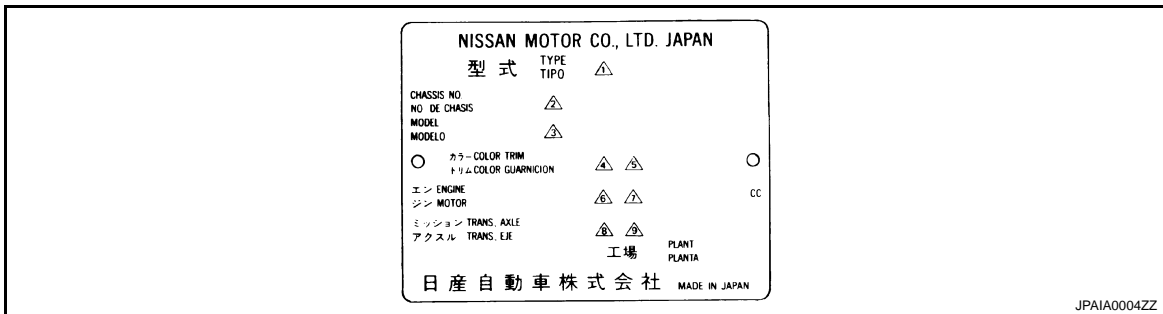 NISSAN MOTOR CO., LTD. JAPAN
型式 TYPE TIPO 1
CHASSIS NO
NO DE CHASIS 2
MODEL
MODELO 3
カラー COLOR TRIM
トリム COLOR GUARNICION 4 5
エン ENGINE
ジン MOTOR 6 7 CC
ミッション TRANS, AXLE
アクスル TRANS, EJE 8 9
工場 PLANT PLANTA
日産自動車株式会社 MADE IN JAPAN
JPAIA0004ZZ